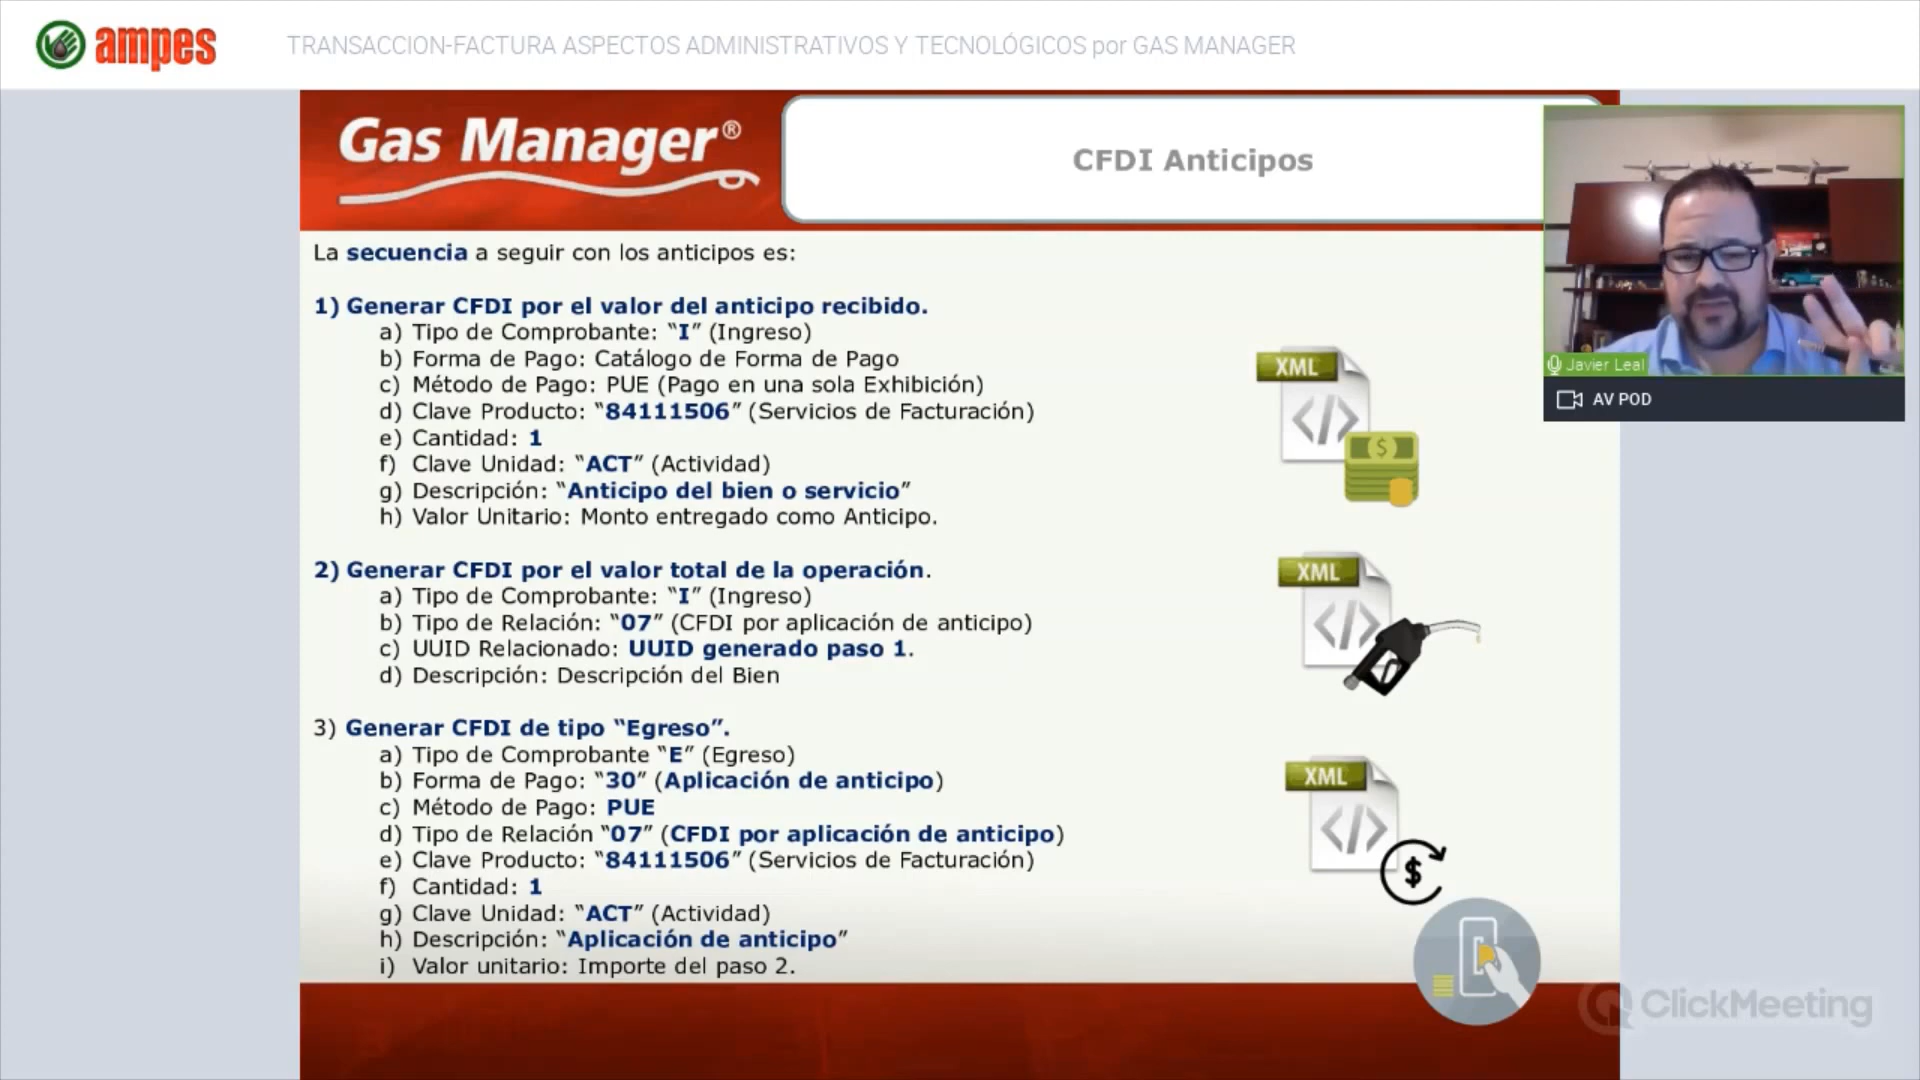 ampes
TRANSACCION-FACTURA ASPECTOS ADMINISTRATIVOS Y TECNOLÓGICOS por GAS MANAGER
Gas Manager®
CFDI Anticipos
Javier Leal
AV POD
La secuencia a seguir con los anticipos es:
1) Generar CFDI por el valor del anticipo recibido.
a) Tipo de Comprobante: “I” (Ingreso)
b) Forma de Pago: Catálogo de Forma de Pago
c) Método de Pago: PUE (Pago en una sola Exhibición)
d) Clave Producto: “84111506” (Servicios de Facturación)
e) Cantidad: 1
f) Clave Unidad: “ACT” (Actividad)
g) Descripción: “Anticipo del bien o servicio”
h) Valor Unitario: Monto entregado como Anticipo.
XML
</>
$
2) Generar CFDI por el valor total de la operación.
a) Tipo de Comprobante: “I” (Ingreso)
b) Tipo de Relación: “07” (CFDI por aplicación de anticipo)
c) UUID Relacionado: UUID generado paso 1.
d) Descripción: Descripción del Bien
XML
</>
3) Generar CFDI de tipo “Egreso”.
a) Tipo de Comprobante “E” (Egreso)
b) Forma de Pago: “30” (Aplicación de anticipo)
c) Método de Pago: PUE
d) Tipo de Relación “07” (CFDI por aplicación de anticipo)
e) Clave Producto: “84111506” (Servicios de Facturación)
f) Cantidad: 1
g) Clave Unidad: “ACT” (Actividad)
h) Descripción: “Aplicación de anticipo”
i) Valor unitario: Importe del paso 2.
XML
</>
$
ClickMeeting